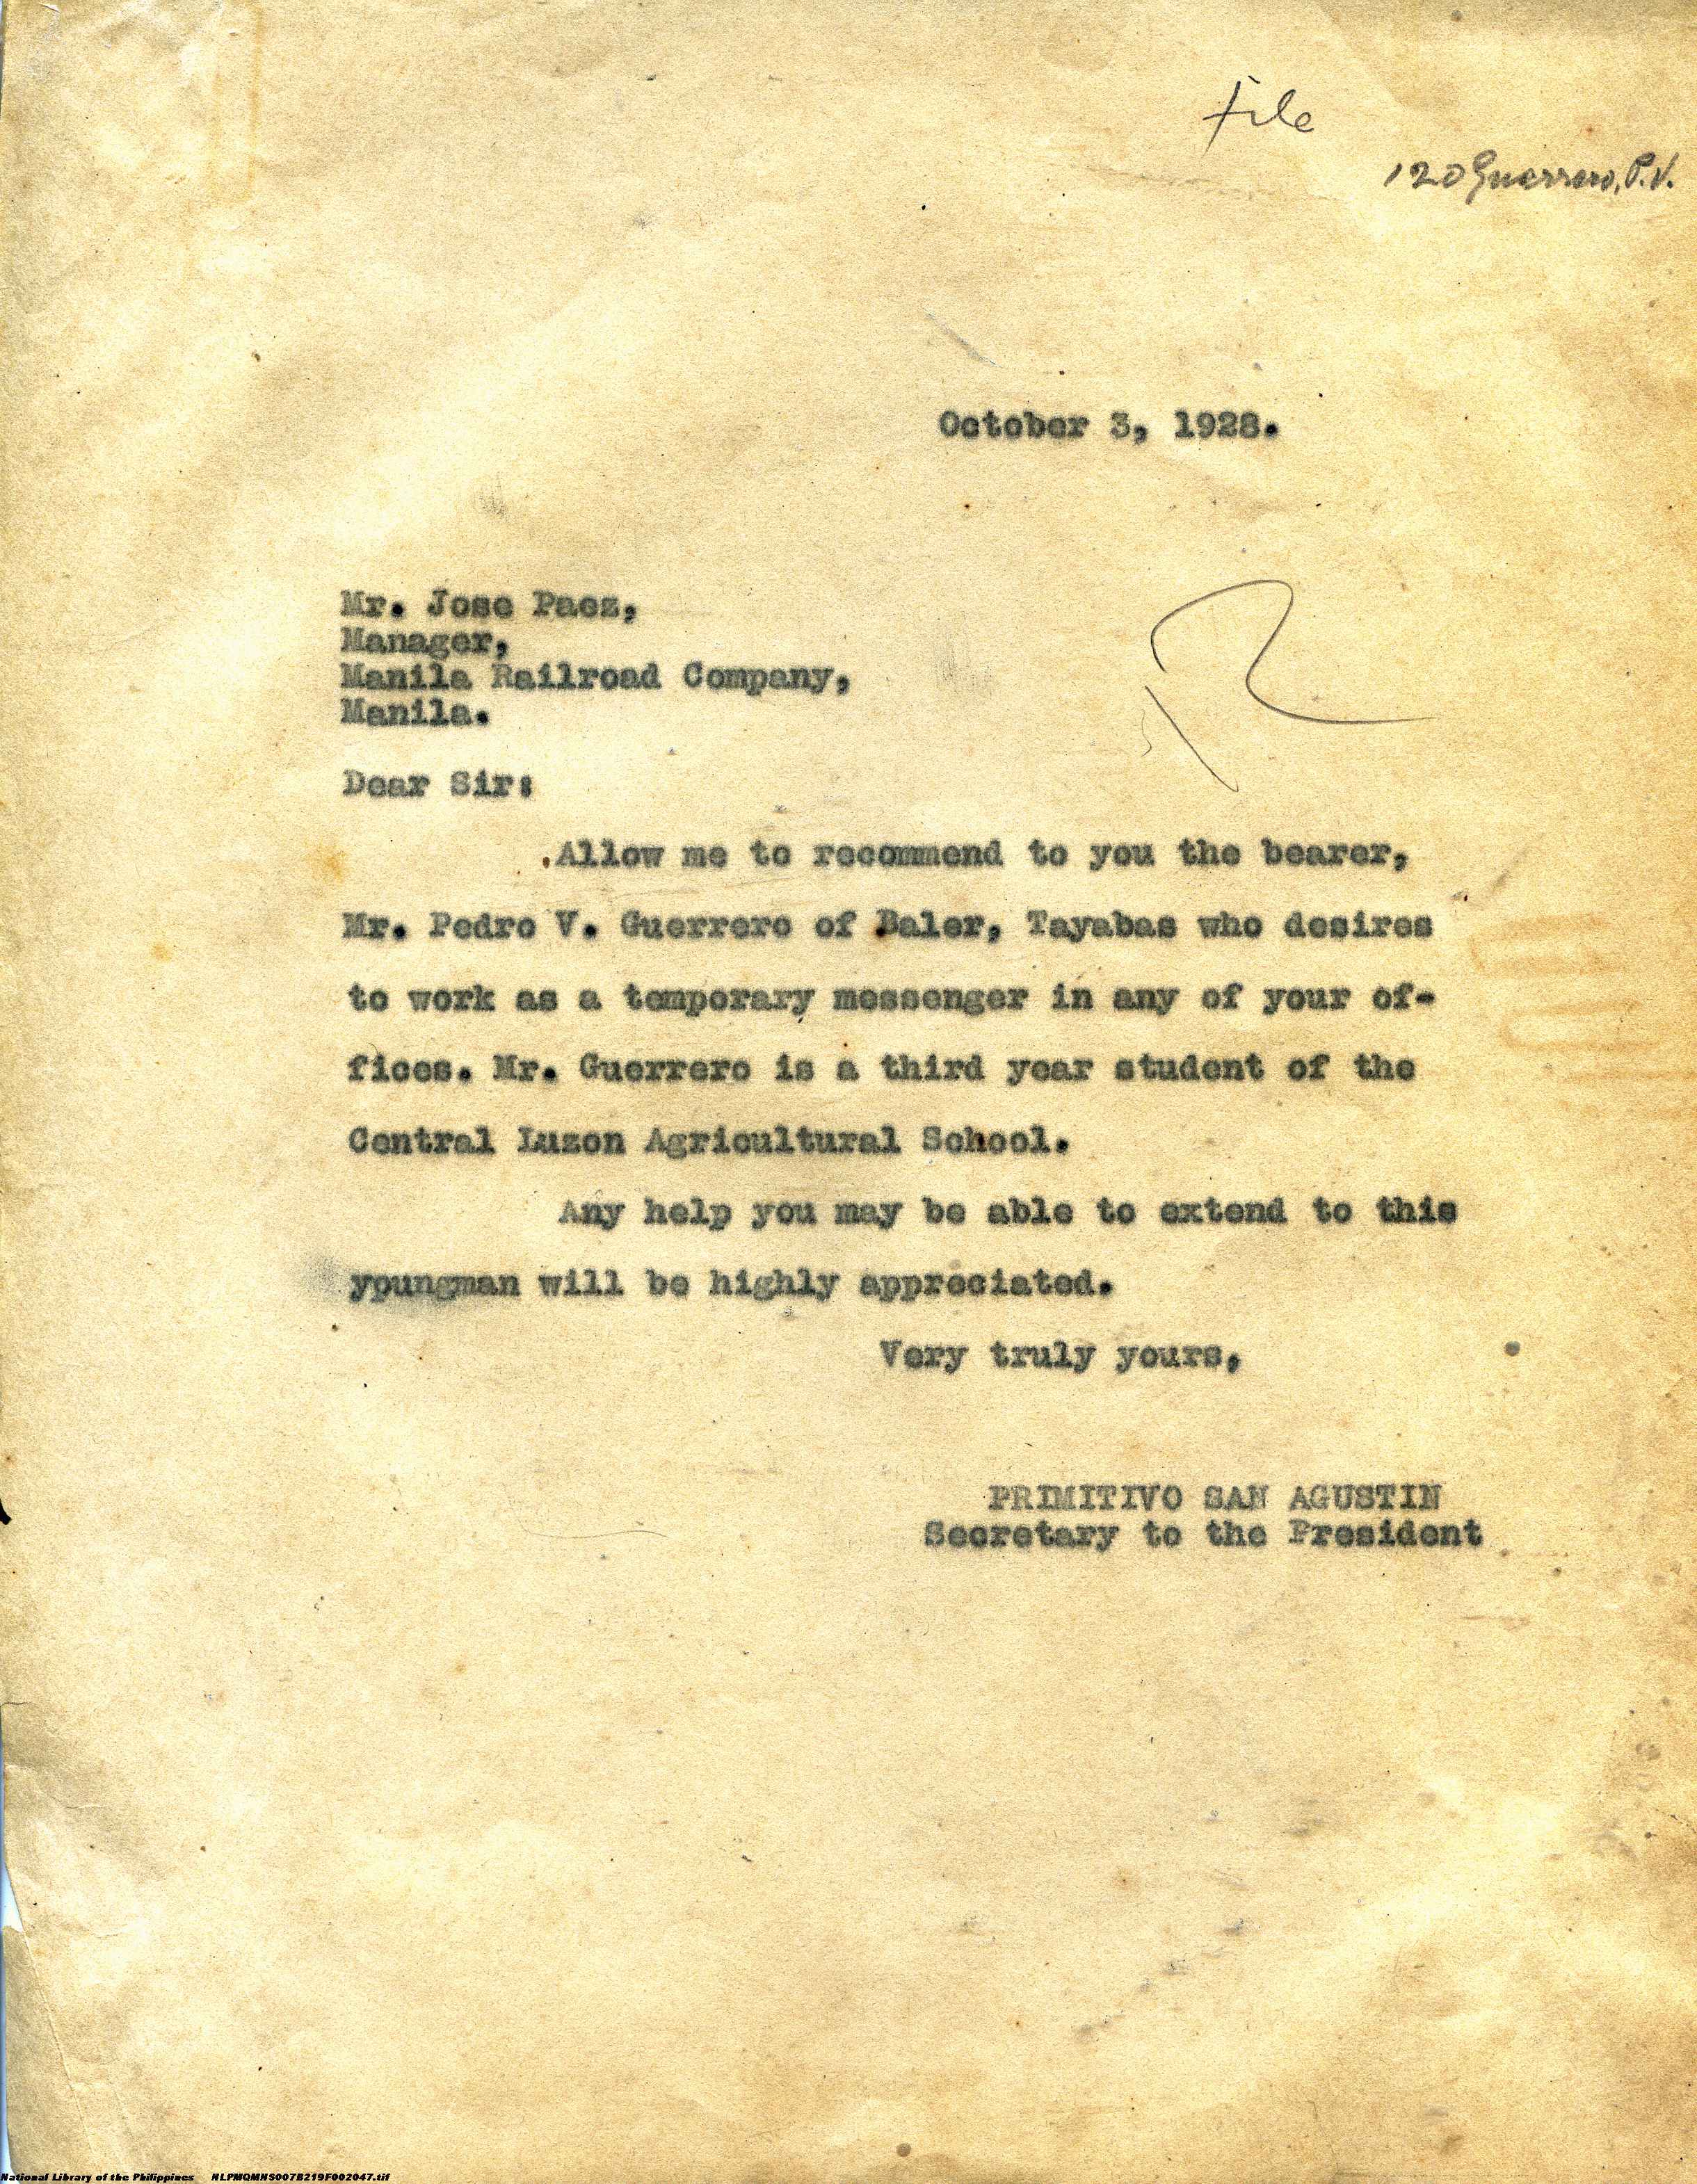 File
120 Guerrero, P.V.
October 3, 1928.
Mr. Jose Paez,
Manager,
Manila Railroad Company,
Manila.
Dear Sir:
Allow me to recommend to you the bearer,
Mr. Pedro V. Guerrero of Baler, Tayabas who desires
to work as a temporary messenger in any of your of-
fices. Mr. Guerrero is a third year student of the
Central Luzon Agricultural School.
Any help you may be able to extend to this
youngman will be highly appreciated.
Very truly yours,
PRIMITIVO SAN AGUSTIN
Secretary to the President
National Library of the Philippines NLPMQMNS007B219F002047.tif